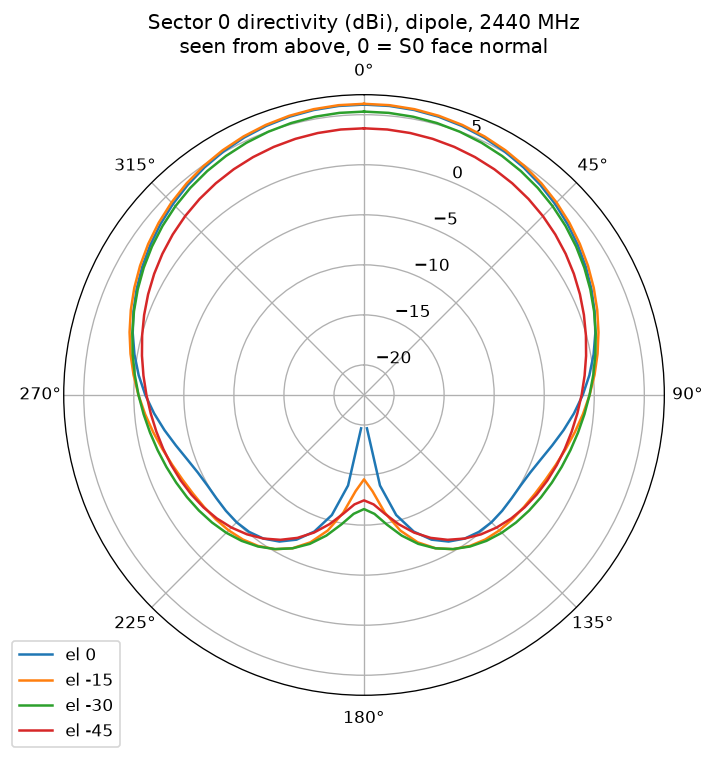 Sector 0 directivity (dBi), dipole, 2440 MHz
seen from above, 0 = S0 face normal
0°
5
315°
45°
0
−5
−10
−15
−20
270°
90°
225°
135°
180°
el 0
el -15
el -30
el -45